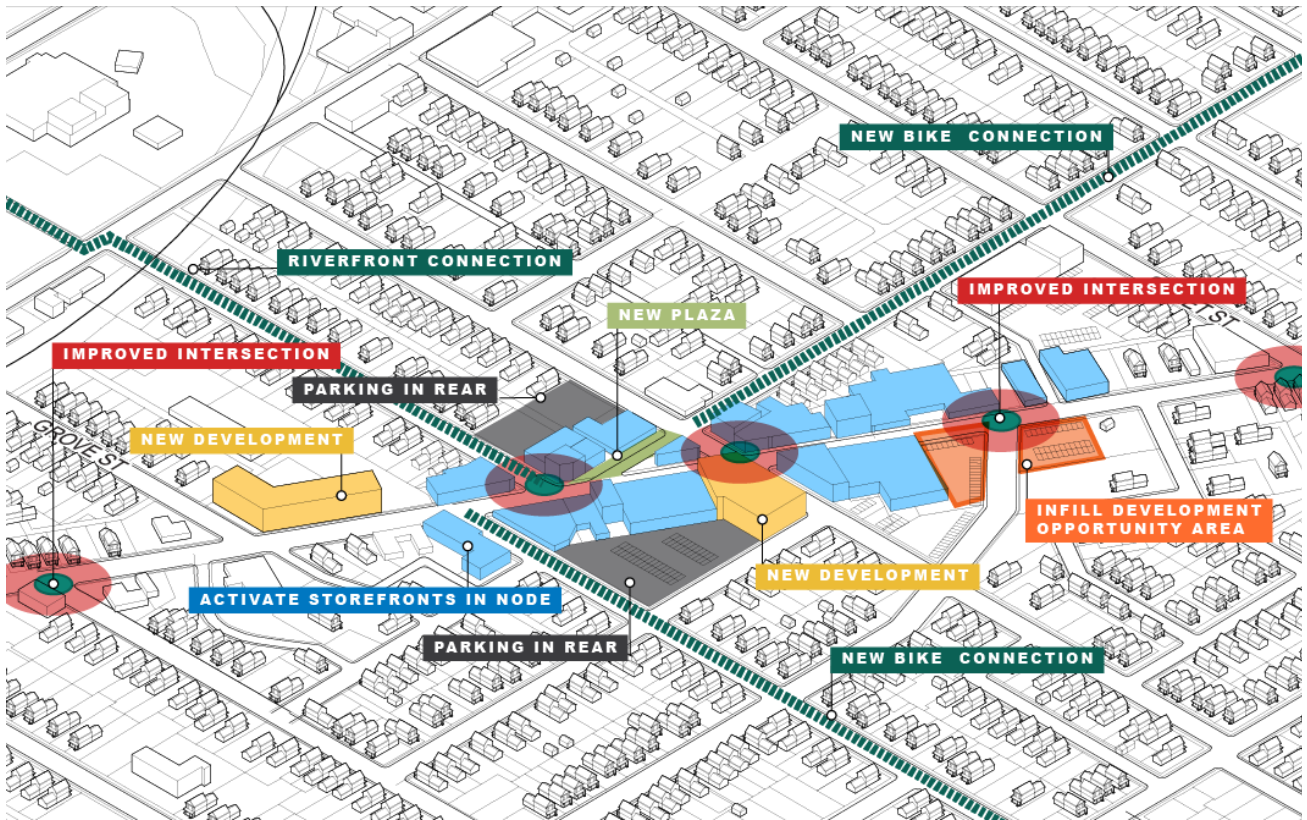 NEW BIKE CONNECTION
RIVERFRONT CONNECTION
IMPROVED INTERSECTION
NEW PLAZA
ST
IMPROVED INTERSECTION
PARKING IN REAR
GROVE ST
NEW DEVELOPMENT
INFILL DEVELOPMENT
OPPORTUNITY AREA
NEW DEVELOPMENT
ACTIVATE STOREFRONTS IN NODE
PARKING IN REAR
NEW BIKE CONNECTION